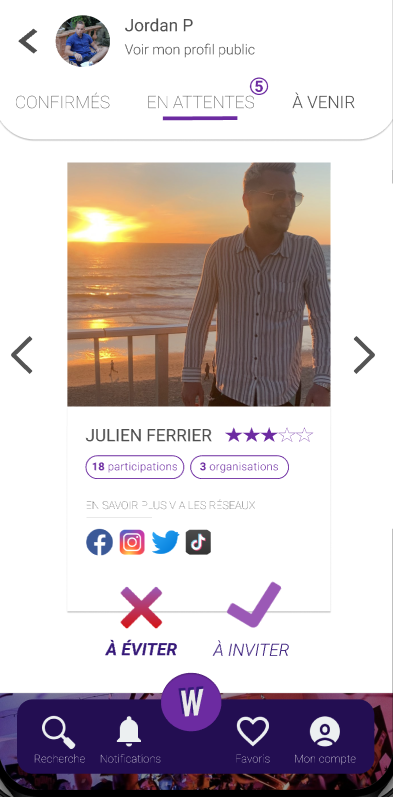 Jordan P
Voir mon profil public
CONFIRMÉS EN ATTENTES 5 À VENIR
JULIEN FERRIER
18 participations 3 organisations
EN SAVOIR PLUS VIA LES RÉSEAUX
À ÉVITER À INVITER
W
Recherche Notifications Favoris Mon compte